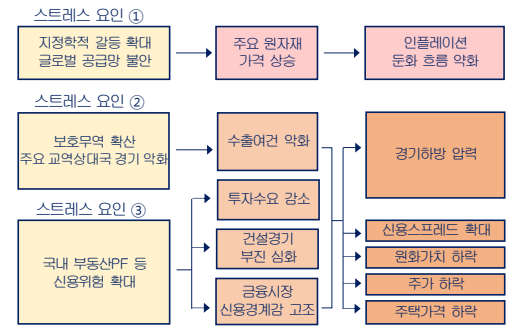 스트레스 요인 ①
지정학적 갈등 확대
글로벌 공급망 불안
주요 원자재
가격 상승
인플레이션
둔화 흐름 약화
스트레스 요인 ②
보호무역 확산
주요 교역상대국 경기 악화
수출여건 악화
경기하방 압력
스트레스 요인 ③
국내 부동산PF 등
신용위험 확대
투자수요 감소
건설경기
부진 심화
금융시장
신용경계감 고조
신용스프레드 확대
원화가치 하락
주가 하락
주택가격 하락